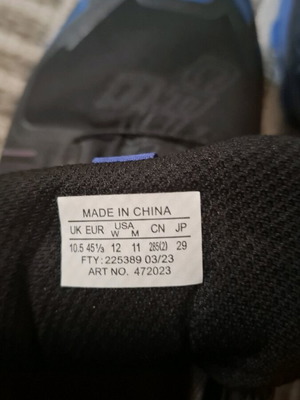 MADE IN CHINA
UK EUR USA W USA M CN JP
10.5 45⅓ 12 11 285(2) 29
FTY: 225389 03/23
ART NO. 472023